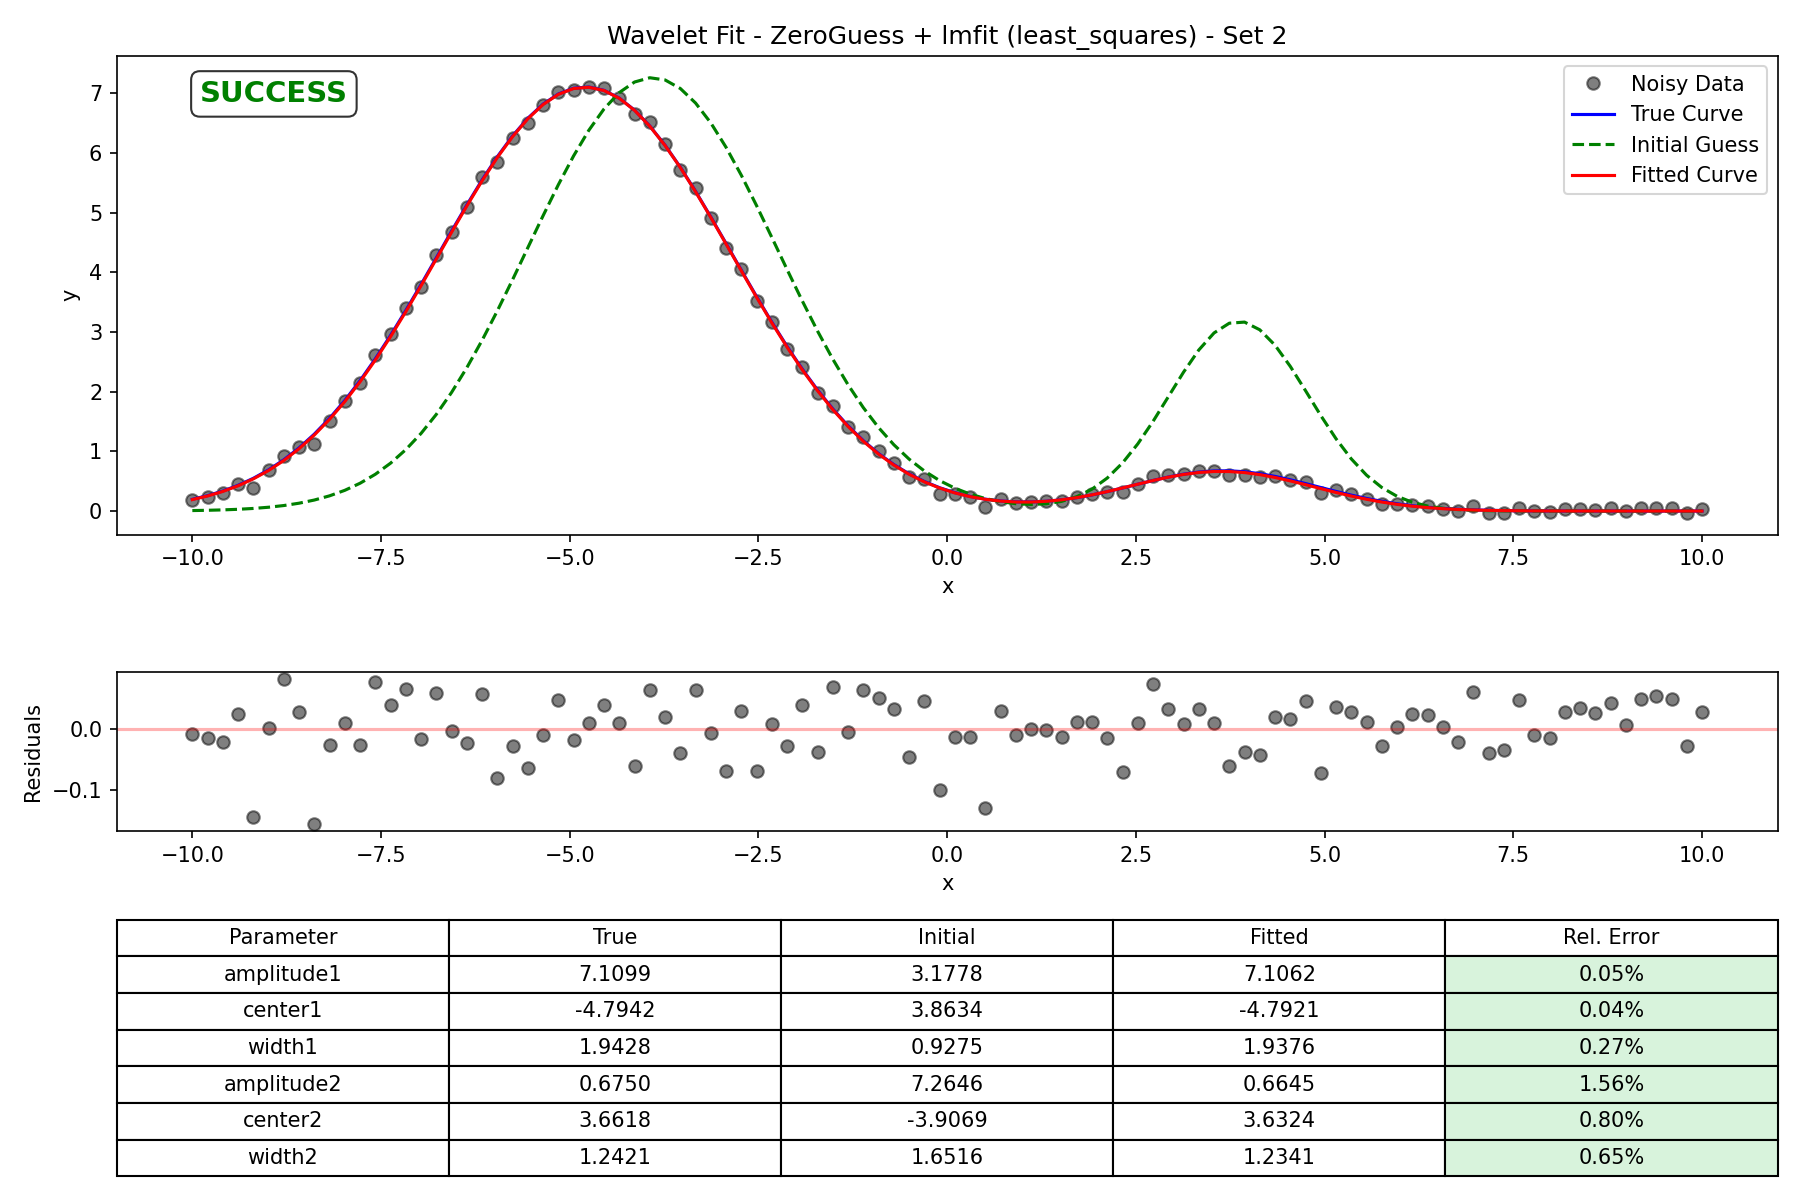 Wavelet Fit - ZeroGuess + lmfit (least_squares) - Set 2
SUCCESS
Noisy Data
True Curve
Initial Guess
Fitted Curve
7
6
5
4
3
2
1
0
y
−10.0 −7.5 −5.0 −2.5 0.0 2.5 5.0 7.5 10.0
x
0.0
−0.1
Residuals
−10.0 −7.5 −5.0 −2.5 0.0 2.5 5.0 7.5 10.0
x
Parameter True Initial Fitted Rel. Error
amplitude1 7.1099 3.1778 7.1062 0.05%
center1 -4.7942 3.8634 -4.7921 0.04%
width1 1.9428 0.9275 1.9376 0.27%
amplitude2 0.6750 7.2646 0.6645 1.56%
center2 3.6618 -3.9069 3.6324 0.80%
width2 1.2421 1.6516 1.2341 0.65%